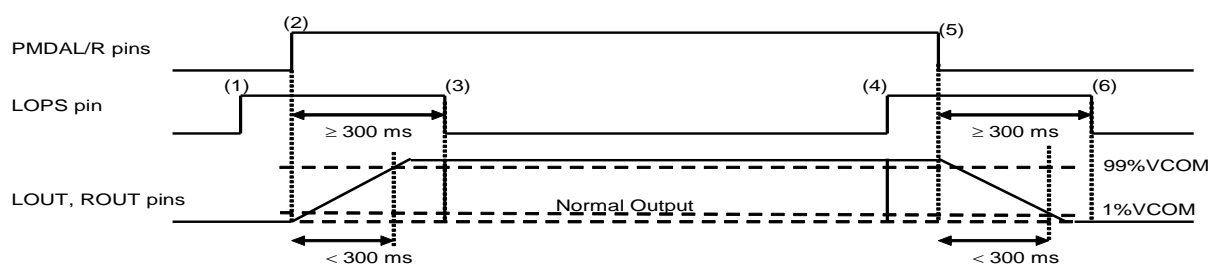 (2)
(5)
PMDAL/R pins
(1)
(3)
(4)
(6)
LOPS pin
≥ 300 ms
≥ 300 ms
99%VCOM
LOUT, ROUT pins
Normal Output
1%VCOM
< 300 ms
< 300 ms